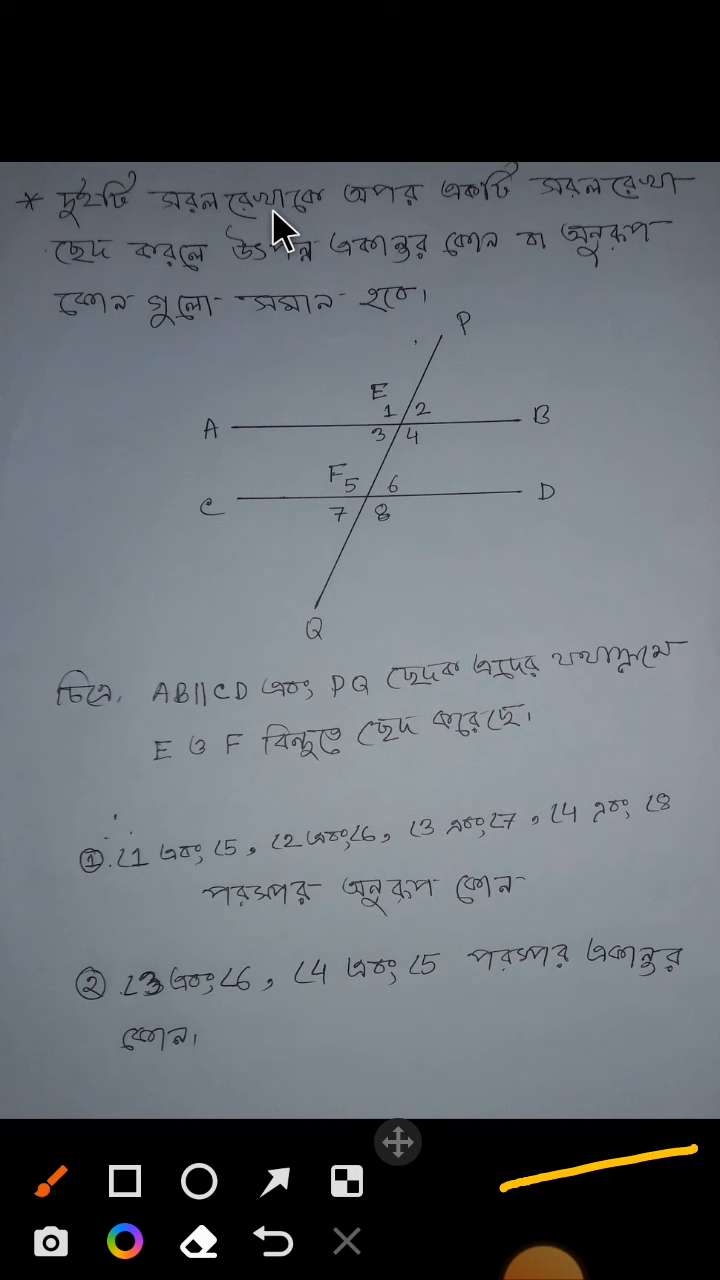 * দুইটি সরলরেখাকে অপর একটি সরলরেখা
ছেদ করলে উৎপন্ন একান্তর কোন বা অনুরূপ
কোন গুলো সমান হবে।
P
E
1 2
A B
3 4
F 5 6
C D
7 8
Q
চিত্রে, AB||CD এবং PQ ছেদক এদের যথাক্রমে
E ও F বিন্দুতে ছেদ করেছে।
① ∠1 এবং ∠5, ∠2 এবং ∠6, ∠3 এবং ∠7, ∠4 এবং ∠8
পরস্পর অনুরূপ কোন
② ∠3 এবং ∠6, ∠4 এবং ∠5 পরস্পর একান্তর
কোন।